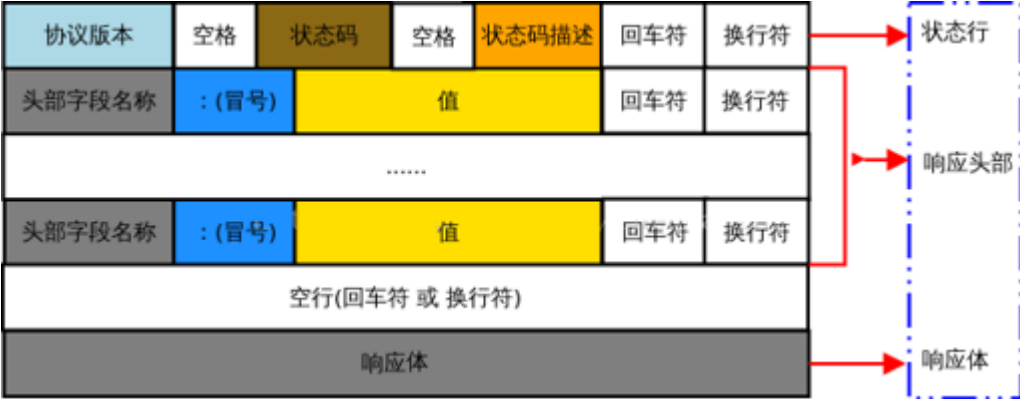 协议版本 空格 状态码 空格 状态码描述 回车符 换行符 状态行
头部字段名称 ：(冒号) 值 回车符 换行符
...... 响应头部
头部字段名称 ：(冒号) 值 回车符 换行符
空行(回车符 或 换行符)
响应体 响应体